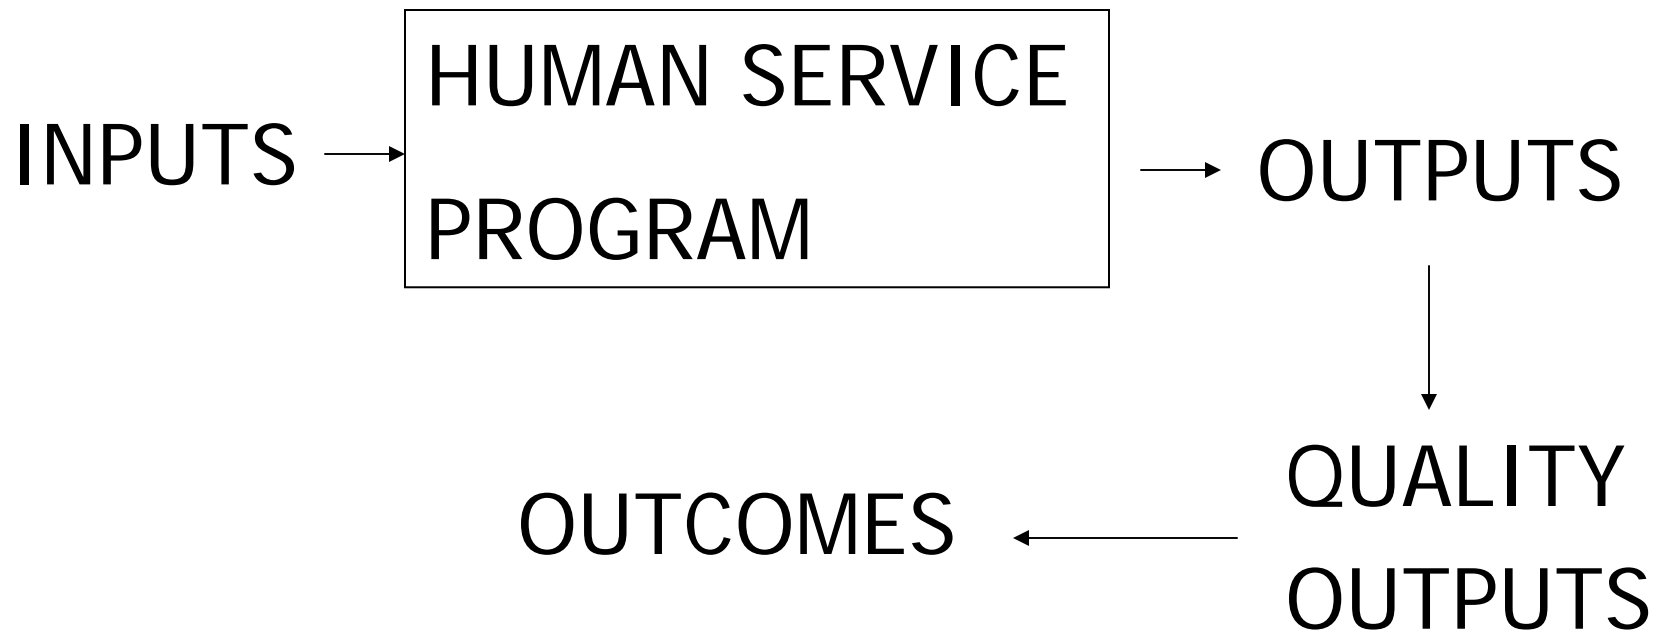 INPUTS
HUMAN SERVICE
PROGRAM
OUTPUTS
QUALITY
OUTPUTS
OUTCOMES